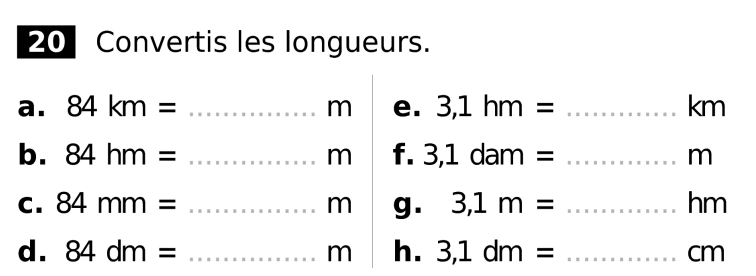 20 Convertis les longueurs.
a. 84 km = ............... m
b. 84 hm = ............... m
c. 84 mm = ............... m
d. 84 dm = ............... m
e. 3,1 hm = ............. km
f. 3,1 dam = ............. m
g. 3,1 m = ............. hm
h. 3,1 dm = ............. cm